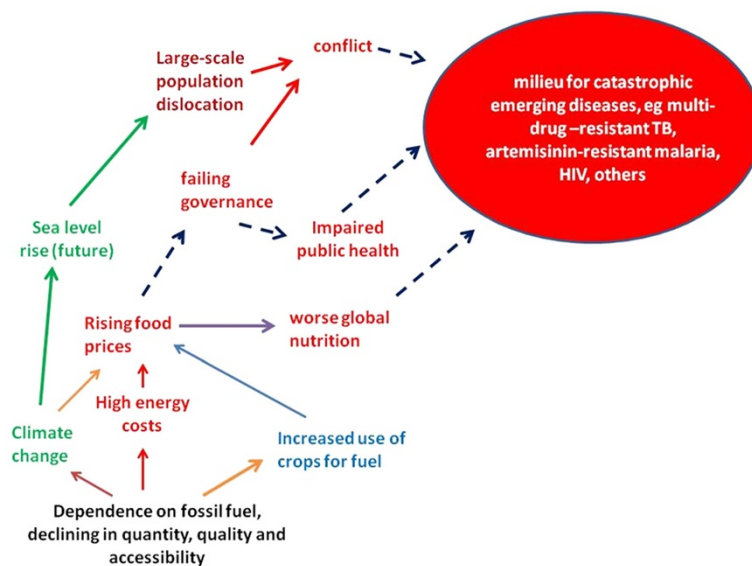 Large-scale
population
dislocation
conflict
milieu for catastrophic
emerging diseases, eg multi-
drug –resistant TB,
artemisinin-resistant malaria,
HIV, others
failing
governance
Sea level
rise (future)
Impaired
public health
Rising food
prices
worse global
nutrition
High energy
costs
Climate
change
Increased use of
crops for fuel
Dependence on fossil fuel,
declining in quantity, quality and
accessibility